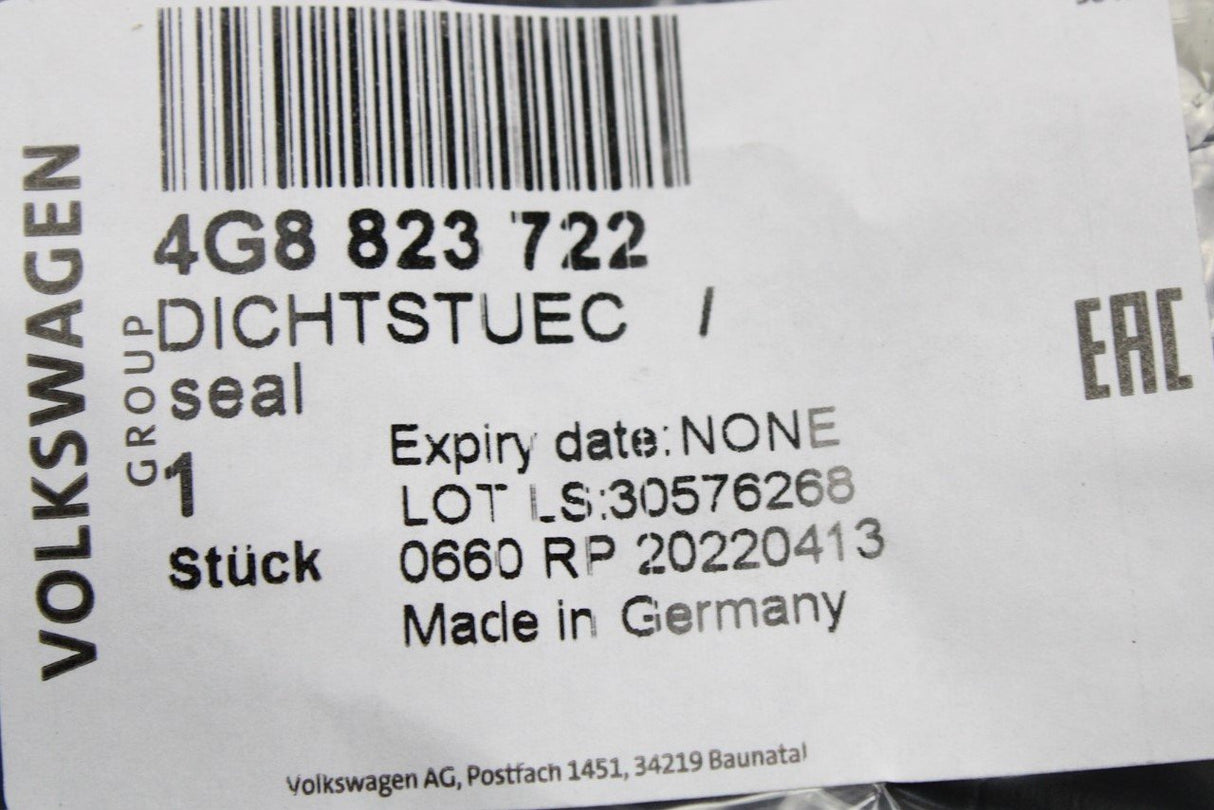 VOLKSWAGEN
GROUP
4G8 823 722
DICHTSTUEC /
seal
1
Stück
Expiry date: NONE
LOT LS:30576268
0660 RP 20220413
Made in Germany
EAC
Volkswagen AG, Postfach 1451, 34219 Baunatal